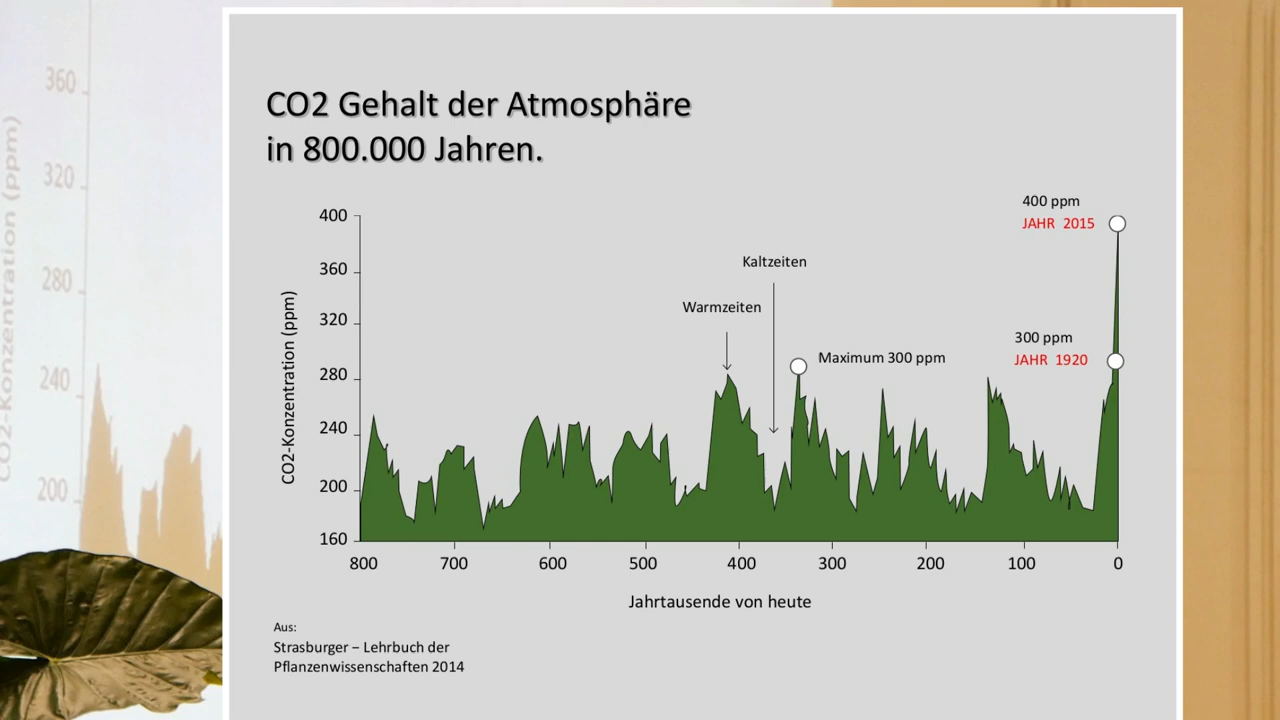 360
320
280
240
200
CO2-Konzentration (ppm)
CO2 Gehalt der Atmosphäre
in 800.000 Jahren.
400 ppm
JAHR 2015
400
360
320
280
240
200
160
CO2-Konzentration (ppm)
Kaltzeiten
Warmzeiten
Maximum 300 ppm
300 ppm
JAHR 1920
800 700 600 500 400 300 200 100 0
Jahrtausende von heute
Aus:
Strasburger – Lehrbuch der
Pflanzenwissenschaften 2014